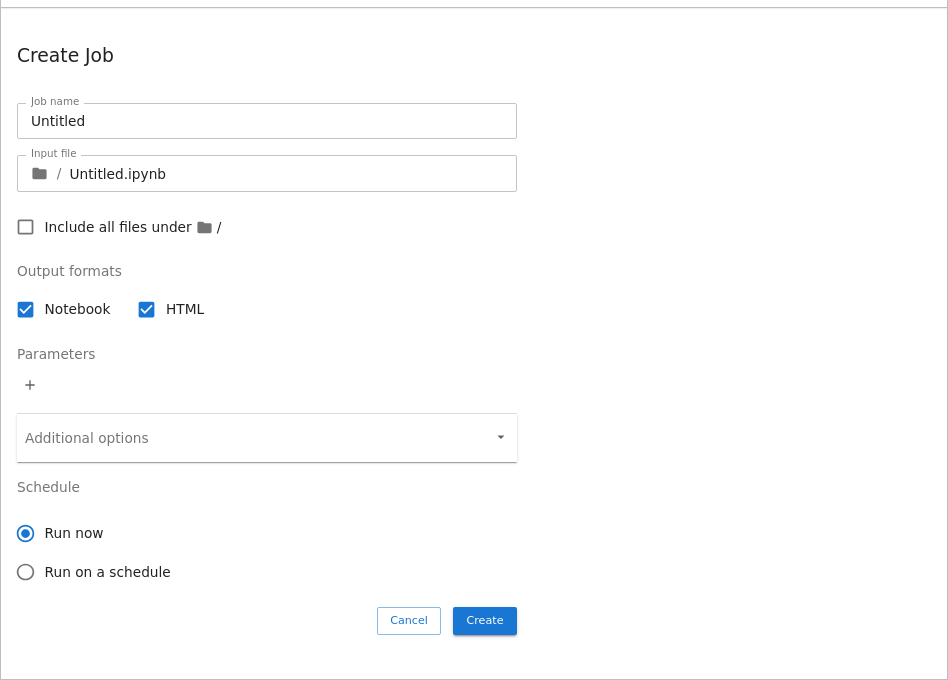 Create Job
Job name
Untitled
Input file
/ Untitled.ipynb
Include all files under /
Output formats
Notebook HTML
Parameters
+
Additional options
Schedule
Run now
Run on a schedule
Cancel Create